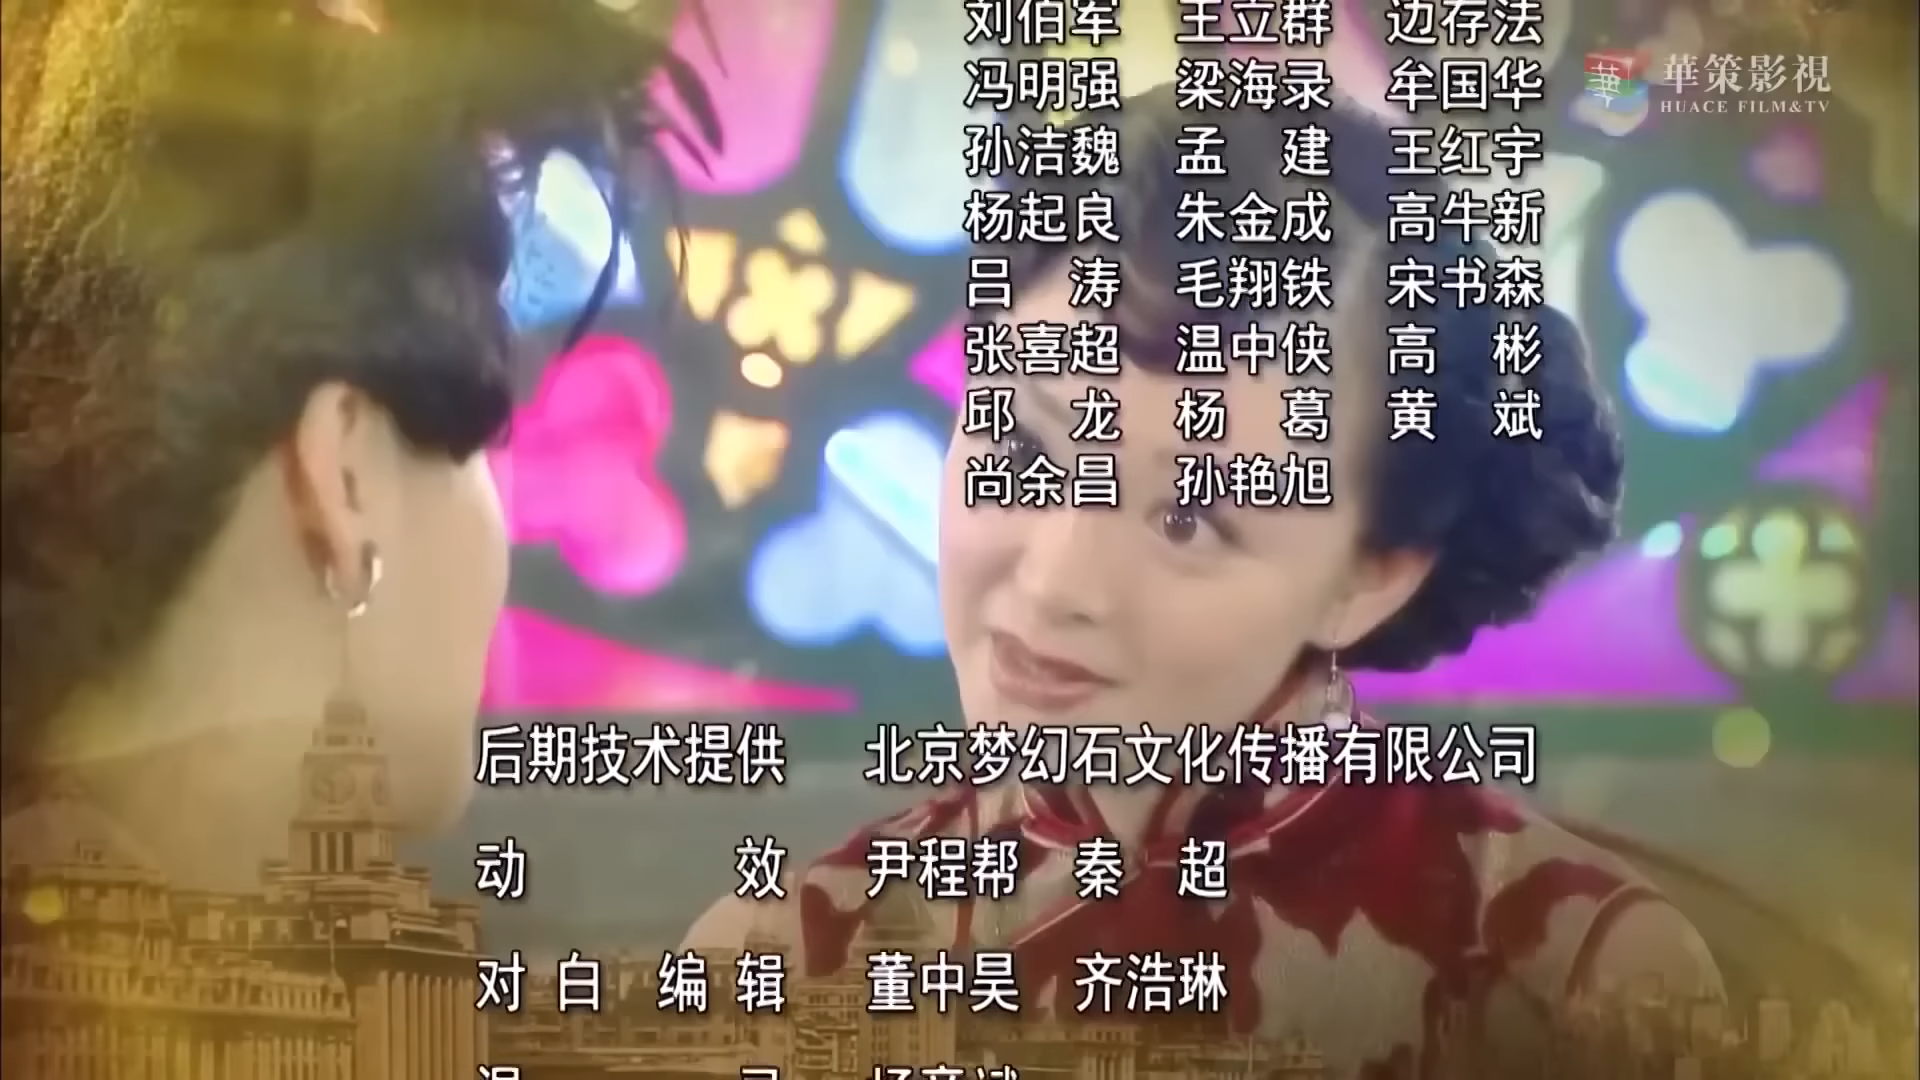 刘伯军 王立群 边存法
華策影視
HUACE FILM&TV
冯明强 梁海录 牟国华
孙洁魏 孟建 王红宇
杨起良 朱金成 高牛新
吕涛 毛翔铁 宋书森
张喜超 温中侠 高彬
邱龙 杨葛 黄斌
尚余昌 孙艳旭
后期技术提供 北京梦幻石文化传播有限公司
动效 尹程帮 秦超
对白编辑 董中昊 齐浩琳